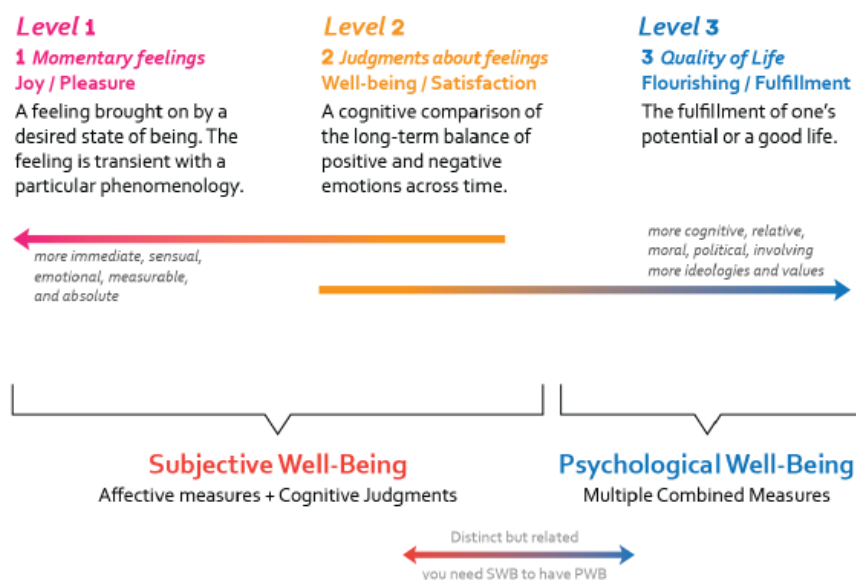 Level 1
1 Momentary feelings
Joy / Pleasure
A feeling brought on by a
desired state of being. The
feeling is transient with a
particular phenomenology.
Level 2
2 Judgments about feelings
Well-being / Satisfaction
A cognitive comparison of
the long-term balance of
positive and negative
emotions across time.
Level 3
3 Quality of Life
Flourishing / Fulfillment
The fulfillment of one's
potential or a good life.
more immediate, sensual,
emotional, measurable,
and absolute
more cognitive, relative,
moral, political, involving
more ideologies and values
Subjective Well-Being
Affective measures + Cognitive Judgments
Psychological Well-Being
Multiple Combined Measures
Distinct but related
you need SWB to have PWB